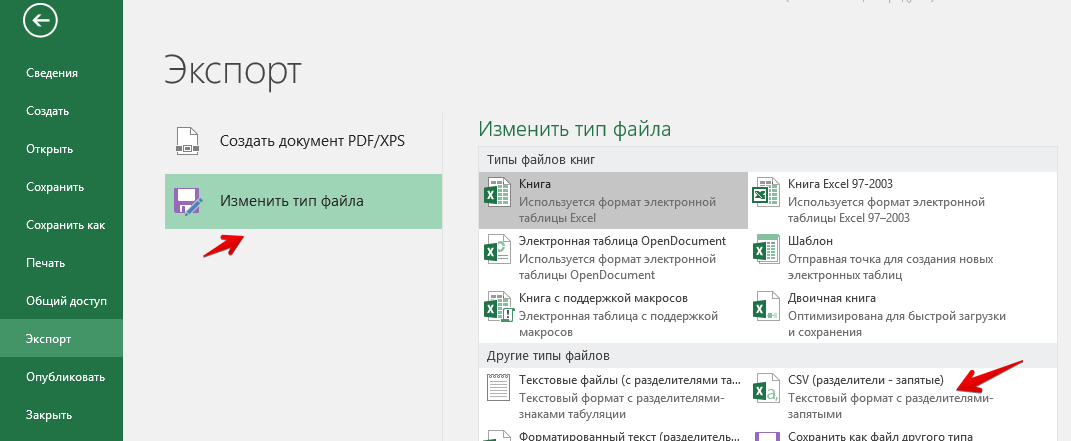 Сведения
Создать
Открыть
Сохранить
Сохранить как
Печать
Общий доступ
Экспорт
Опубликовать
Закрыть
Экспорт
Создать документ PDF/XPS
Изменить тип файла
Изменить тип файла
Типы файлов книг
Книга
Используется формат электронной
таблицы Excel
Книга Excel 97-2003
Используется формат электронной
таблицы Excel 97–2003
Электронная таблица OpenDocument
Используется формат электронной
таблицы OpenDocument
Шаблон
Отправная точка для создания новых
электронных таблиц
Книга с поддержкой макросов
Электронная таблица с поддержкой
макросов
Двоичная книга
Оптимизирована для быстрой загрузки
и сохранения
Другие типы файлов
Текстовые файлы (с разделителями та...
Текстовый формат с разделителями-
знаками табуляции
CSV (разделители - запятые)
Текстовый формат с разделителями-
запятыми
Форматированный текст (разделитель...
Сохранить как файл другого типа